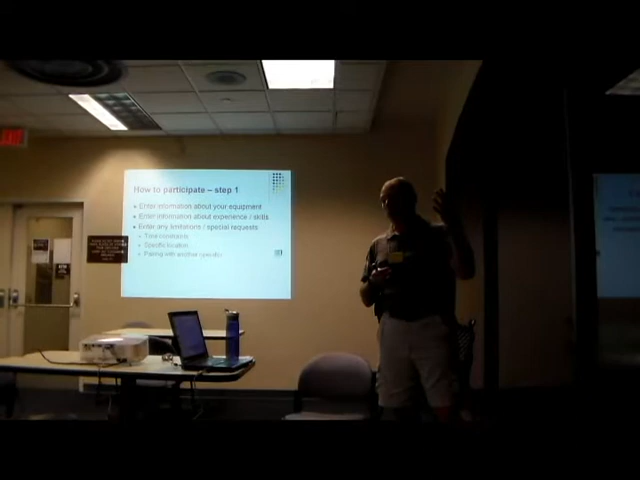 EXIT
How to participate – step 1
Enter information about your equipment
Enter information about experience / skills
Enter any limitations / special requests
Time constraints
Specific location
Pairing with another operator